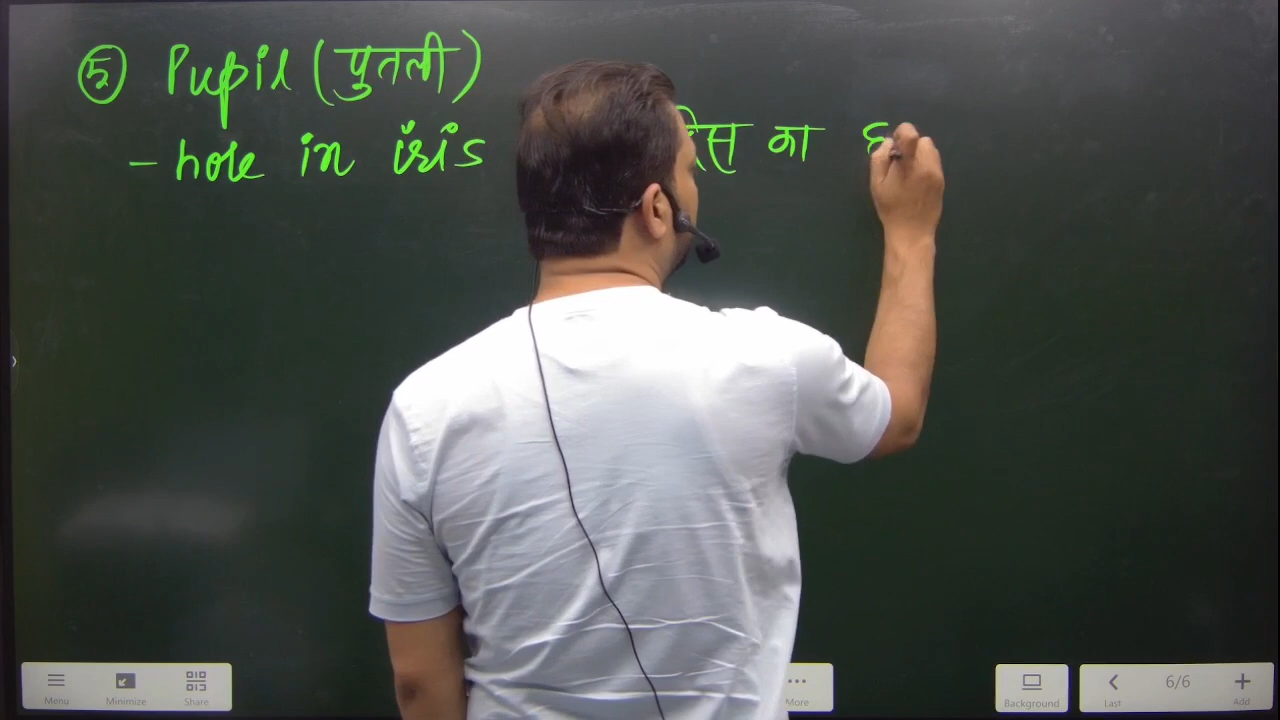 ⑤ Pupil (पुतली)
- hole in iris का
Menu Minimize Share More Background Last 6/6 Add